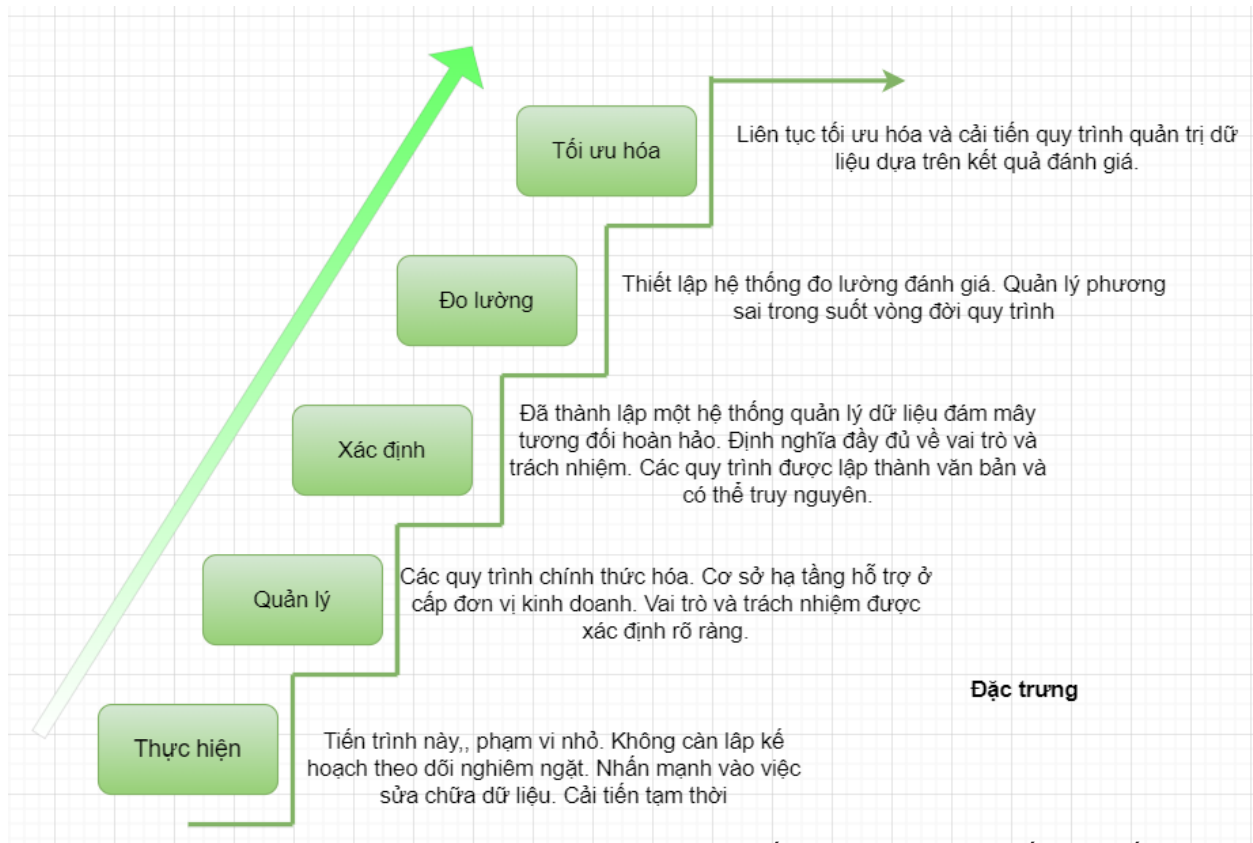 Tối ưu hóa
Liên tục tối ưu hóa và cải tiến quy trình quản trị dữ
liệu dựa trên kết quả đánh giá.
Đo lường
Thiết lập hệ thống đo lường đánh giá. Quản lý phương
sai trong suốt vòng đời quy trình
Xác định
Đã thành lập một hệ thống quản lý dữ liệu đám mây
tương đối hoàn hảo. Định nghĩa đầy đủ về vai trò và
trách nhiệm. Các quy trình được lập thành văn bản và
có thể truy nguyên.
Quản lý
Các quy trình chính thức hóa. Cơ sở hạ tầng hỗ trợ ở
cấp đơn vị kinh doanh. Vai trò và trách nhiệm được
xác định rõ ràng.
Đặc trưng
Thực hiện
Tiến trình này,, phạm vi nhỏ. Không càn lâp kế
hoạch theo dõi nghiêm ngặt. Nhấn mạnh vào việc
sửa chữa dữ liệu. Cải tiến tạm thời